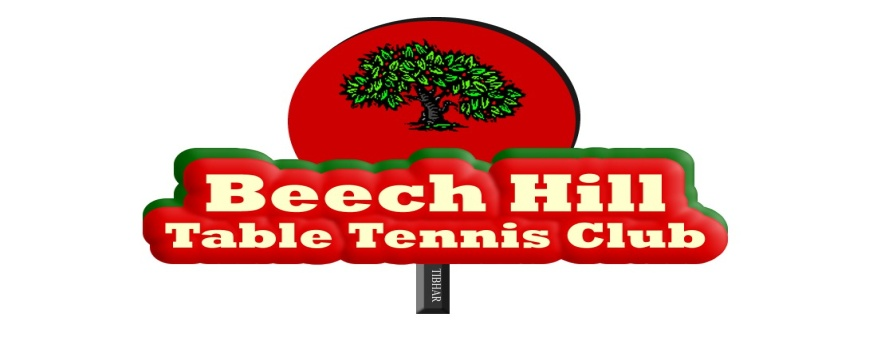 Beech Hill
Table Tennis Club
TIBHAR